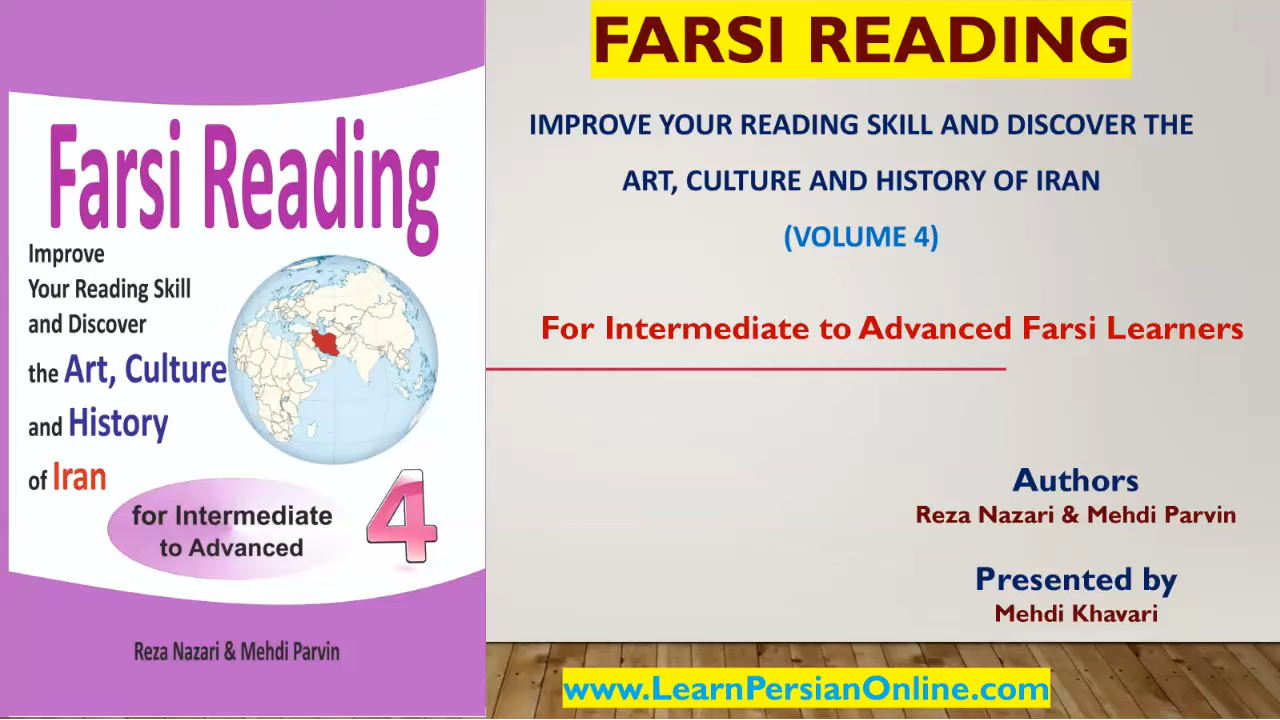 Farsi Reading
Improve
Your Reading Skill
and Discover
the Art, Culture
and History
of Iran
for Intermediate
to Advanced
4
Reza Nazari & Mehdi Parvin
FARSI READING
IMPROVE YOUR READING SKILL AND DISCOVER THE
ART, CULTURE AND HISTORY OF IRAN
(VOLUME 4)
For Intermediate to Advanced Farsi Learners
Authors
Reza Nazari & Mehdi Parvin
Presented by
Mehdi Khavari
www.LearnPersianOnline.com